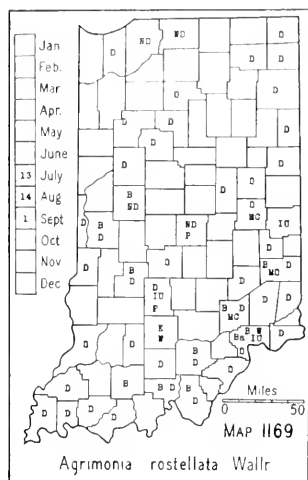 Jan
Feb.
Mar
Apr.
May
June
13 July
14 Aug
1 Sept
Oct
Nov
Dec
D ND ND D
D D D
D
D D D
D
D D
B ND D MC
D B D ND P IU
D
D B D B MC
D IU P B D MC D D
K W B W IU D
D D D B D Ba D
D B B D B D D
D D D D D
Miles
0 50
MAP 1169
Agrimonia rostellata Wallr